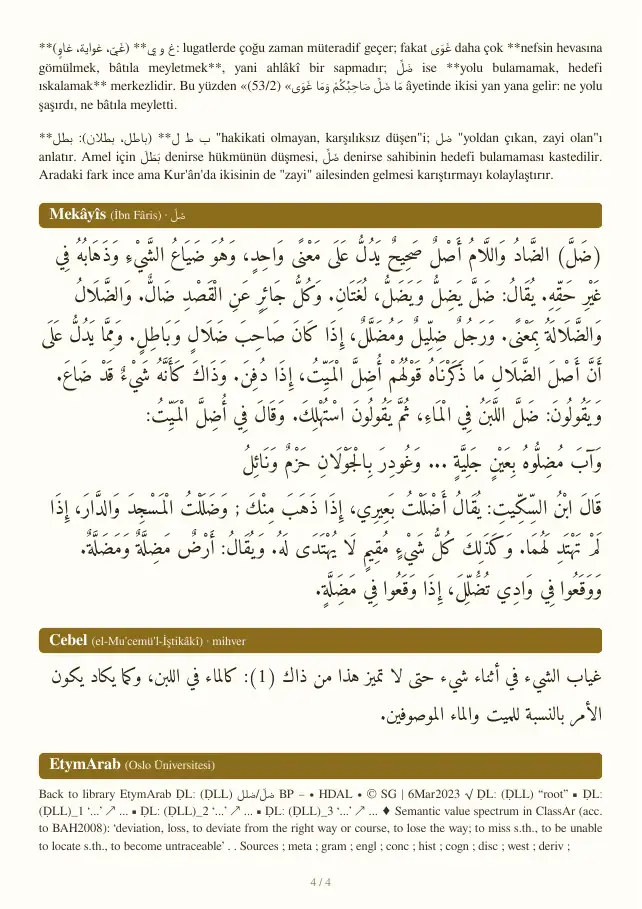 **غ و ي** (غَيّ، غواية، غاوٍ)**: lugatlerde çoğu zaman müteradif geçer; fakat غَوَى daha çok **nefsin hevasına
gömülmek, bâtıla meyletmek**, yani ahlâkî bir sapmadır; ضَلَّ ise **yolu bulamamak, hedefi
ıskalamak** merkezlidir. Bu yüzden «مَا ضَلَّ صَاحِبُكُمْ وَمَا غَوَى» (53/2) âyetinde ikisi yan yana gelir: ne yolu
şaşırdı, ne bâtıla meyletti.
**ب ط ل** (باطل، بطلان): بطل "hakikati olmayan, karşılıksız düşen"i; ضل "yoldan çıkan, zayi olan"ı
anlatır. Amel için بَطَلَ denirse hükmünün düşmesi, ضَلَّ denirse sahibinin hedefi bulamaması kastedilir.
Aradaki fark ince ama Kur'ân'da ikisinin de "zayi" ailesinden gelmesi karıştırmayı kolaylaştırır.
Mekâyîs (İbn Fâris) · ضلّ
(ضَلَّ) الضَّادُ وَاللَّامُ أَصْلٌ صَحِيحٌ يَدُلُّ عَلَى مَعْنًى وَاحِدٍ، وَهُوَ ضَيَاعُ الشَّيْءِ وَذَهَابُهُ فِي
غَيْرِ حَقِّهِ. يُقَالُ: ضَلَّ يَضِلُّ وَيَضَلُّ، لُغَتَانِ. وَكُلُّ جَائِرٍ عَنِ الْقَصْدِ ضَالٌّ. وَالضَّلَالُ
وَالضَّلَالَةُ بِمَعْنًى. وَرَجُلٌ ضِلِّيلٌ وَمُضَلَّلٌ، إِذَا كَانَ صَاحِبَ ضَلَالٍ وَبَاطِلٍ. وَمِمَّا يَدُلُّ عَلَى
أَنَّ أَصْلَ الضَّلَالِ مَا ذَكَرْنَاهُ قَوْلُهُمْ أُضِلَّ الْمَيِّتُ، إِذَا دُفِنَ. وَذَاكَ كَأَنَّهُ شَيْءٌ قَدْ ضَاعَ.
وَيَقُولُونَ: ضَلَّ اللَّبَنُ فِي الْمَاءِ، ثُمَّ يَقُولُونَ اسْتُهْلِكَ. وَقَالَ فِي أُضِلَّ الْمَيِّتُ:
وَآبَ مُضِلُّوهُ بِعَيْنٍ جَلِيَّةٍ ... وَغُودِرَ بِالْجَوْلَانِ حَزْمٌ وَنَائِلُ
قَالَ ابْنُ السِّكِّيتِ: يُقَالُ أَضْلَلْتُ بَعِيرِي، إِذَا ذَهَبَ مِنْكَ ; وَضَلَلْتُ الْمَسْجِدَ وَالدَّارَ، إِذَا
لَمْ تَهْتَدِ لَهُمَا. وَكَذَلِكَ كُلُّ شَيْءٍ مُقِيمٍ لَا يُهْتَدَى لَهُ. وَيُقَالُ: أَرْضٌ مَضِلَّةٌ وَمَضَلَّةٌ.
وَوَقَعُوا فِي وَادِي تُضُلِّلَ، إِذَا وَقَعُوا فِي مَضَلَّةٍ.
Cebel (el-Mu'cemü'l-İştikâkî) · mihver
غياب الشيء في أثناء شيء حتى لا تميز هذا من ذاك (1): كالماء في اللبن، وكما يكاد يكون
الأمر بالنسبة للميت والماء الموصوفين.
EtymArab (Oslo Üniversitesi)
Back to library EtymArab ḌL: (ḌLL) ضلّ/ضلل BP – • HDAL • © SG | 6Mar2023 √ ḌL: (ḌLL) “root” ▪ ḌL:
(ḌLL)_1 ‘...’ ↗ ... ▪ ḌL: (ḌLL)_2 ‘...’ ↗ ... ▪ ḌL: (ḌLL)_3 ‘...’ ↗ ... ♦ Semantic value spectrum in ClassAr (acc.
to BAH2008): ‘deviation, loss, to deviate from the right way or course, to lose the way; to miss s.th., to be unable
to locate s.th., to become untraceable’ . . Sources ; meta ; gram ; engl ; conc ; hist ; cogn ; disc ; west ; deriv ;
4 / 4